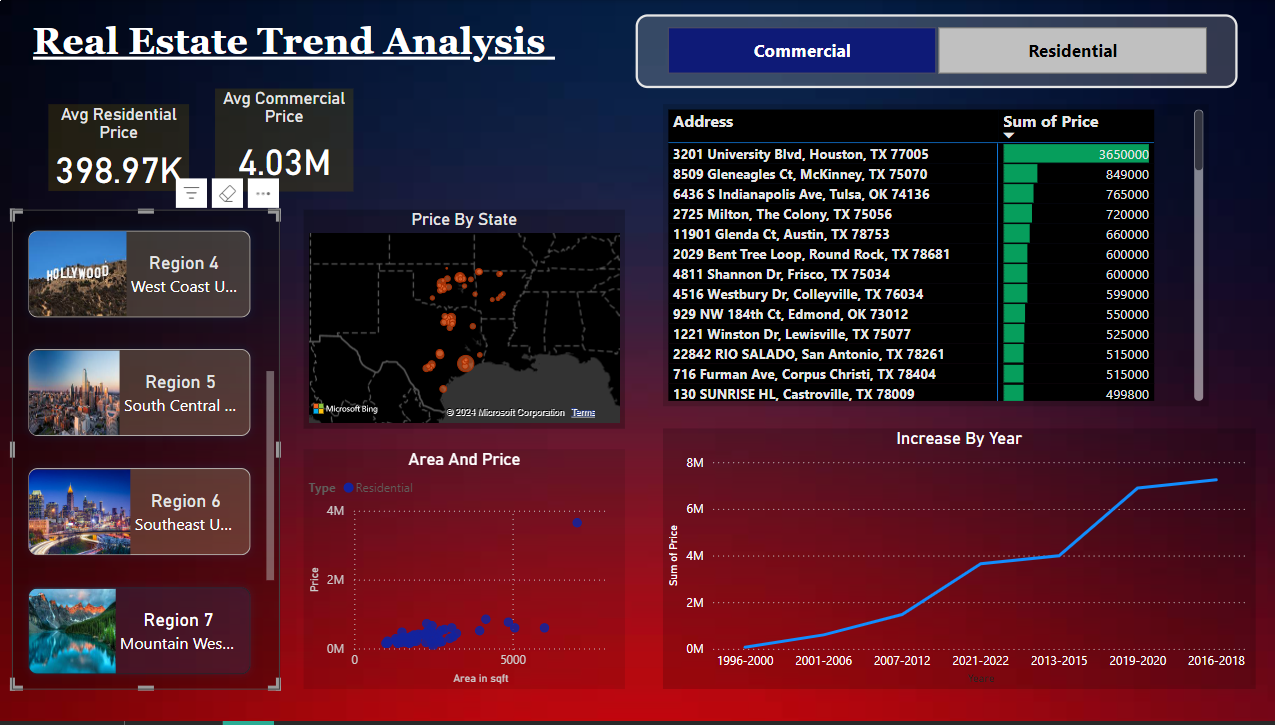 Real Estate Trend Analysis
Commercial
Residential
Avg Residential
Price
398.97K
Avg Commercial
Price
4.03M
HOLLYWOOD
Region 4
West Coast U...
Region 5
South Central ...
Region 6
Southeast U...
Region 7
Mountain Wes...
Price By State
Microsoft Bing
© 2024 Microsoft Corporation Terms
Address Sum of Price
3201 University Blvd, Houston, TX 77005 3650000
8509 Gleneagles Ct, McKinney, TX 75070 849000
6436 S Indianapolis Ave, Tulsa, OK 74136 765000
2725 Milton, The Colony, TX 75056 720000
11901 Glenda Ct, Austin, TX 78753 660000
2029 Bent Tree Loop, Round Rock, TX 78681 600000
4811 Shannon Dr, Frisco, TX 75034 600000
4516 Westbury Dr, Colleyville, TX 76034 599000
929 NW 184th Ct, Edmond, OK 73012 550000
1221 Winston Dr, Lewisville, TX 75077 525000
22842 RIO SALADO, San Antonio, TX 78261 515000
716 Furman Ave, Corpus Christi, TX 78404 515000
130 SUNRISE HL, Castroville, TX 78009 499800
Area And Price
Type Residential
4M
2M
0M
Price
0 5000
Area in sqft
Increase By Year
8M
6M
4M
2M
0M
Sum of Price
1996-2000 2001-2006 2007-2012 2021-2022 2013-2015 2019-2020 2016-2018